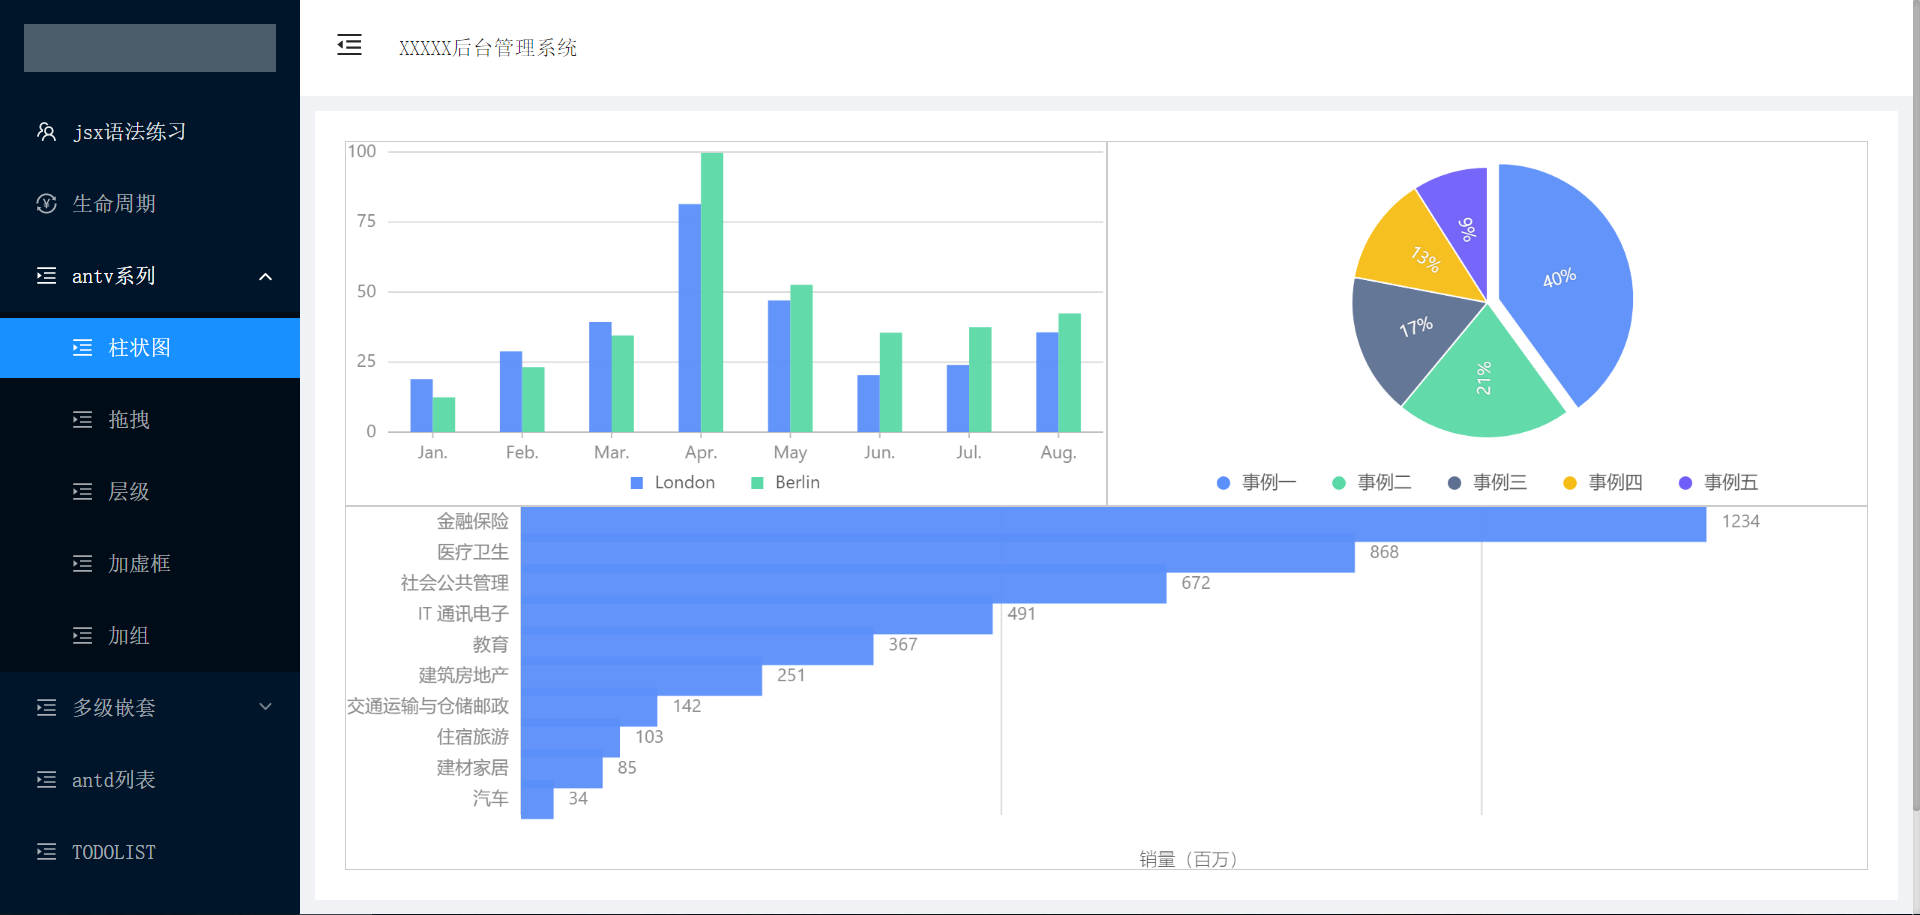 XXXXX后台管理系统
jsx语法练习
生命周期
antv系列
柱状图
拖拽
层级
加虚框
加组
多级嵌套
antd列表
TODOLIST
100
75
50
25
0
Jan. Feb. Mar. Apr. May Jun. Jul. Aug.
London Berlin
40%
21%
17%
13%
9%
事例一 事例二 事例三 事例四 事例五
金融保险 1234
医疗卫生 868
社会公共管理 672
IT 通讯电子 491
教育 367
建筑房地产 251
交通运输与仓储邮政 142
住宿旅游 103
建材家居 85
汽车 34
销量（百万）